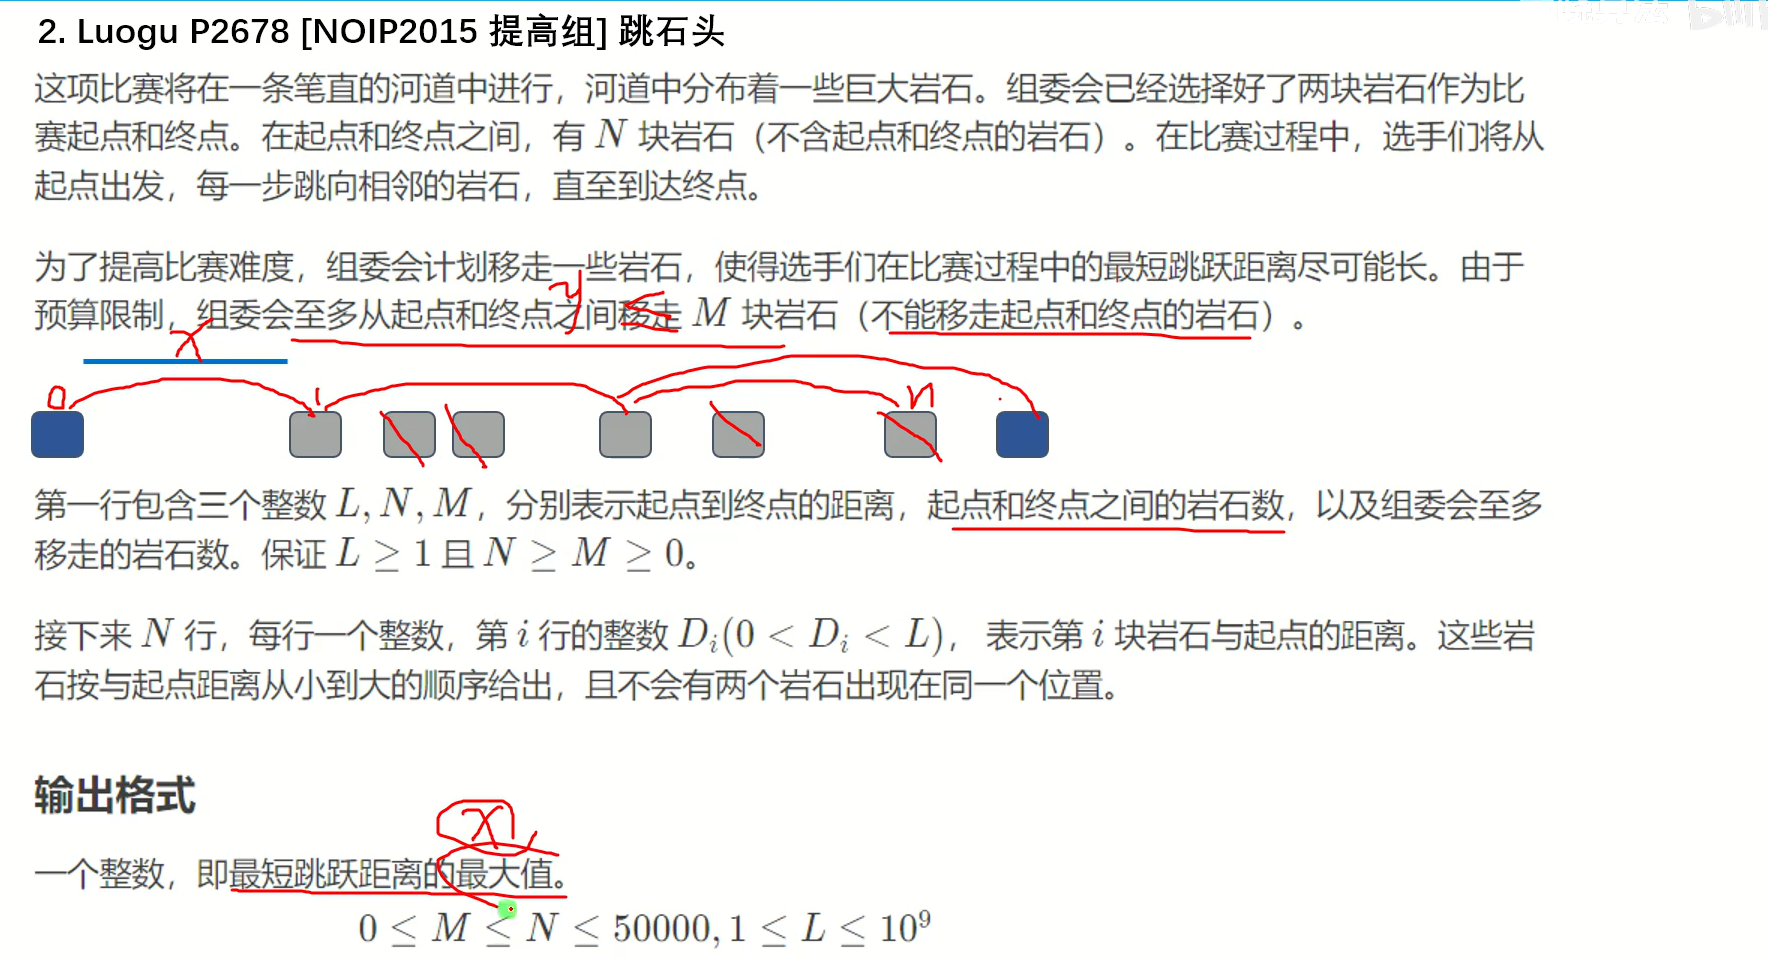 2. Luogu P2678 [NOIP2015 提高组] 跳石头
这项比赛将在一条笔直的河道中进行，河道中分布着一些巨大岩石。组委会已经选择好了两块岩石作为比
赛起点和终点。在起点和终点之间，有 N 块岩石（不含起点和终点的岩石）。在比赛过程中，选手们将从
起点出发，每一步跳向相邻的岩石，直至到达终点。
为了提高比赛难度，组委会计划移走一些岩石，使得选手们在比赛过程中的最短跳跃距离尽可能长。由于
y ≤
预算限制，组委会至多从起点和终点之间移走 M 块岩石（不能移走起点和终点的岩石）。
x
0 1 n
第一行包含三个整数 L, N, M，分别表示起点到终点的距离，起点和终点之间的岩石数，以及组委会至多
移走的岩石数。保证 L ≥ 1 且 N ≥ M ≥ 0。
接下来 N 行，每行一个整数，第 i 行的整数 Dᵢ(0 < Dᵢ < L)，表示第 i 块岩石与起点的距离。这些岩
石按与起点距离从小到大的顺序给出，且不会有两个岩石出现在同一个位置。
输出格式
x
一个整数，即最短跳跃距离的最大值。
0 ≤ M ≤ N ≤ 50000, 1 ≤ L ≤ 10⁹